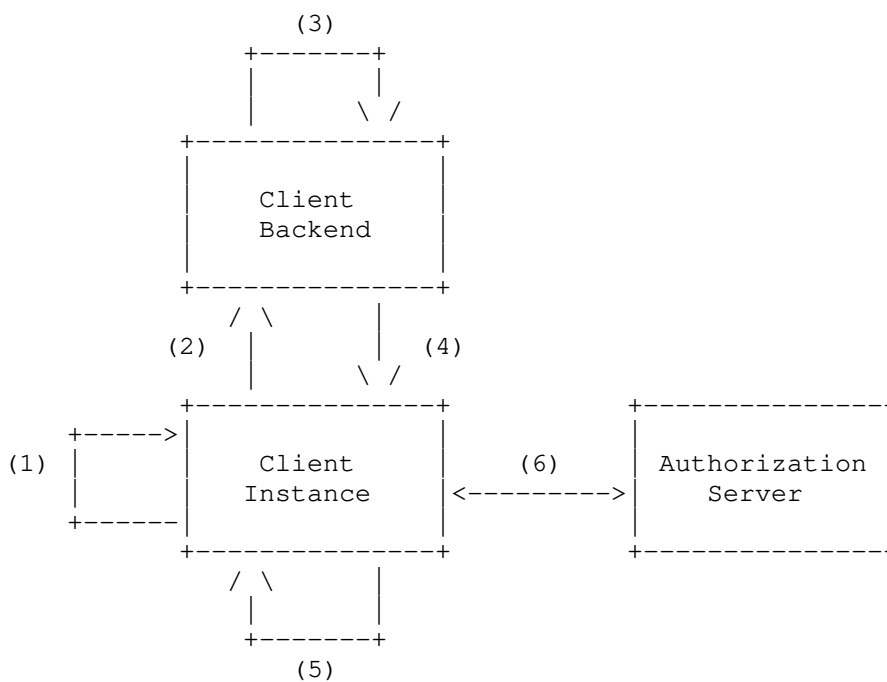 (3)
Client
Backend
(2)
(4)
(1)
Client
Instance
(6)
Authorization
Server
(5)